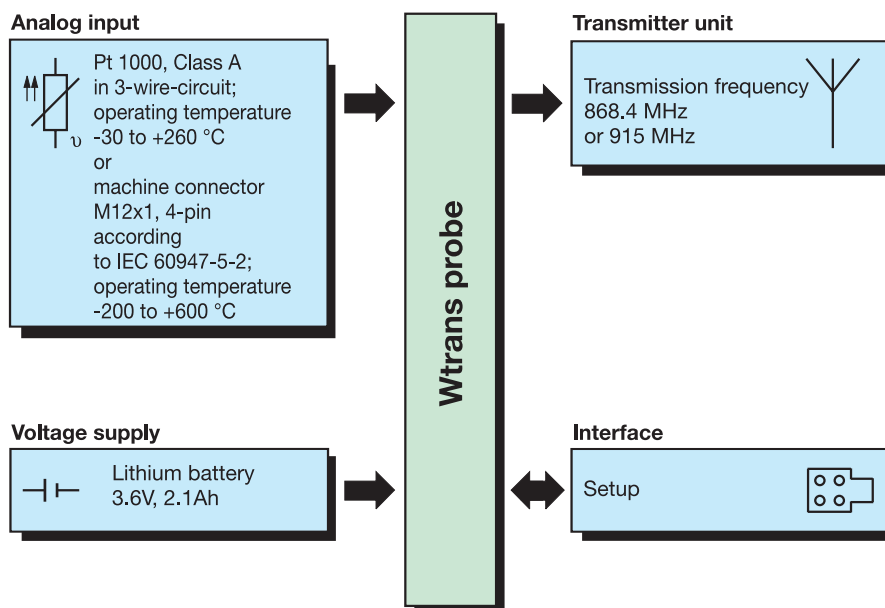 Analog input
Pt 1000, Class A
in 3-wire-circuit;
operating temperature
-30 to +260 °C
or
machine connector
M12x1, 4-pin
according
to IEC 60947-5-2;
operating temperature
-200 to +600 °C
υ
Voltage supply
Lithium battery
3.6V, 2.1Ah
Wtrans probe
Transmitter unit
Transmission frequency
868.4 MHz
or 915 MHz
Interface
Setup